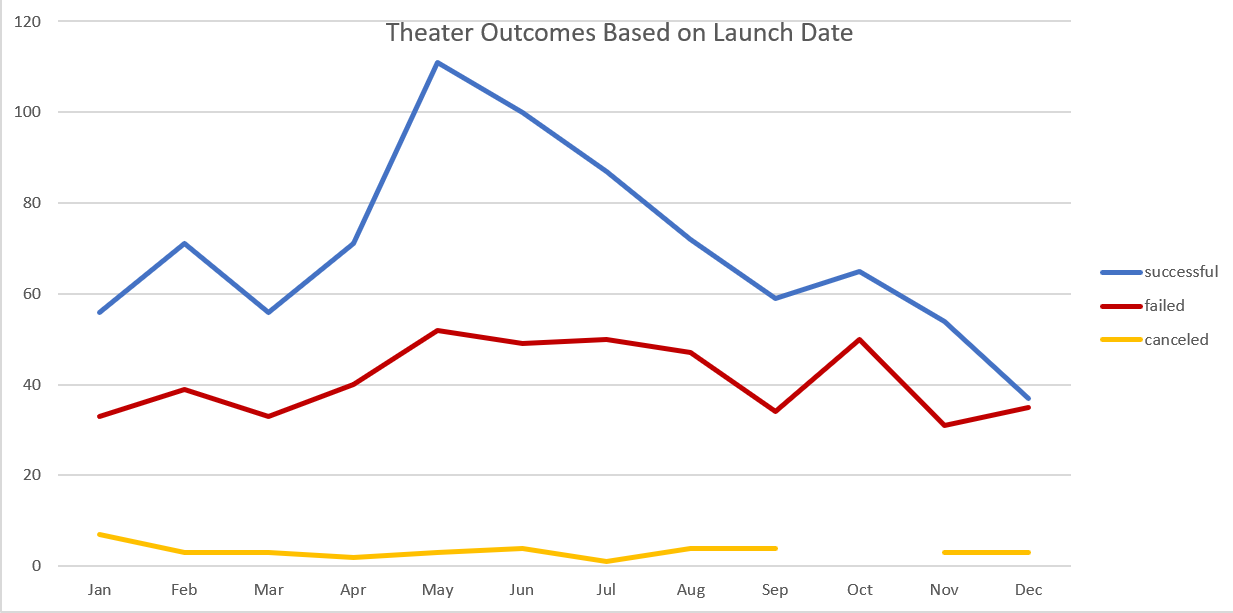 Theater Outcomes Based on Launch Date
120
100
80
60
40
20
0
Jan Feb Mar Apr May Jun Jul Aug Sep Oct Nov Dec
successful
failed
canceled